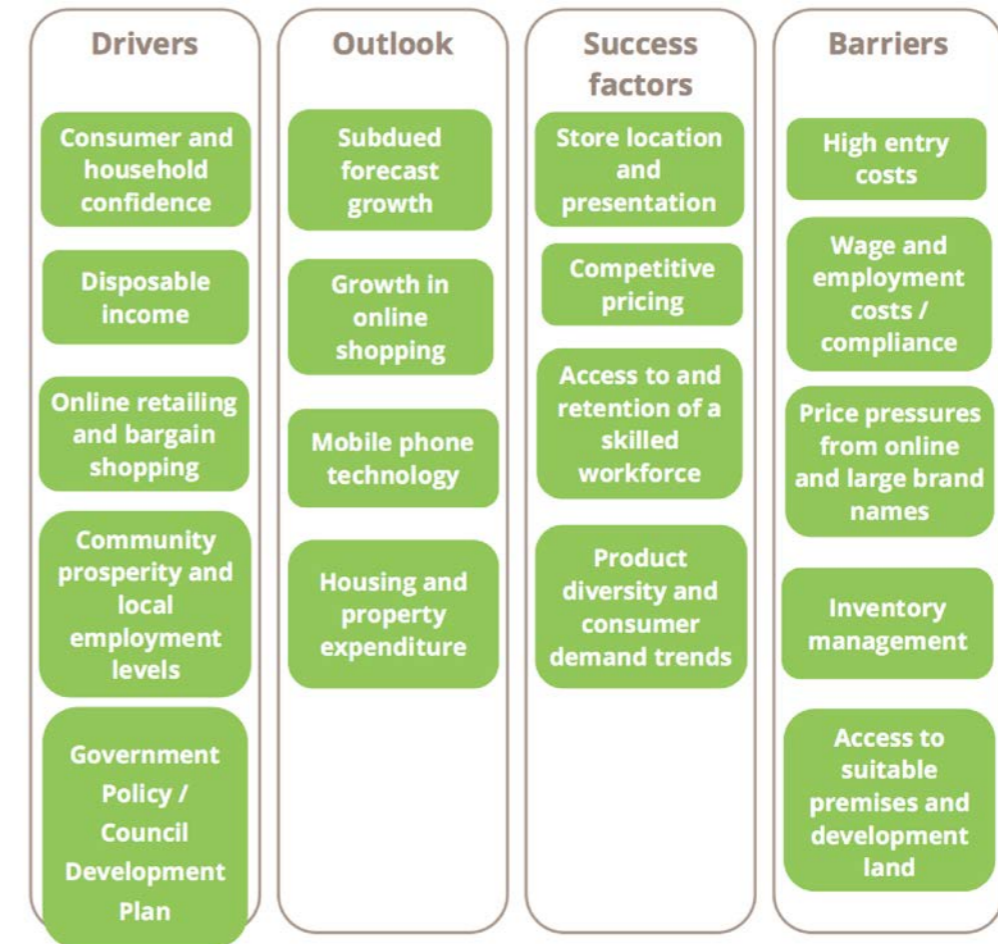 Drivers
Consumer and
household
confidence
Disposable
income
Online retailing
and bargain
shopping
Community
prosperity and
local
employment
levels
Government
Policy /
Council
Development
Plan
Outlook
Subdued
forecast
growth
Growth in
online
shopping
Mobile phone
technology
Housing and
property
expenditure
Success
factors
Store location
and
presentation
Competitive
pricing
Access to and
retention of a
skilled
workforce
Product
diversity and
consumer
demand trends
Barriers
High entry
costs
Wage and
employment
costs /
compliance
Price pressures
from online
and large brand
names
Inventory
management
Access to
suitable
premises and
development
land